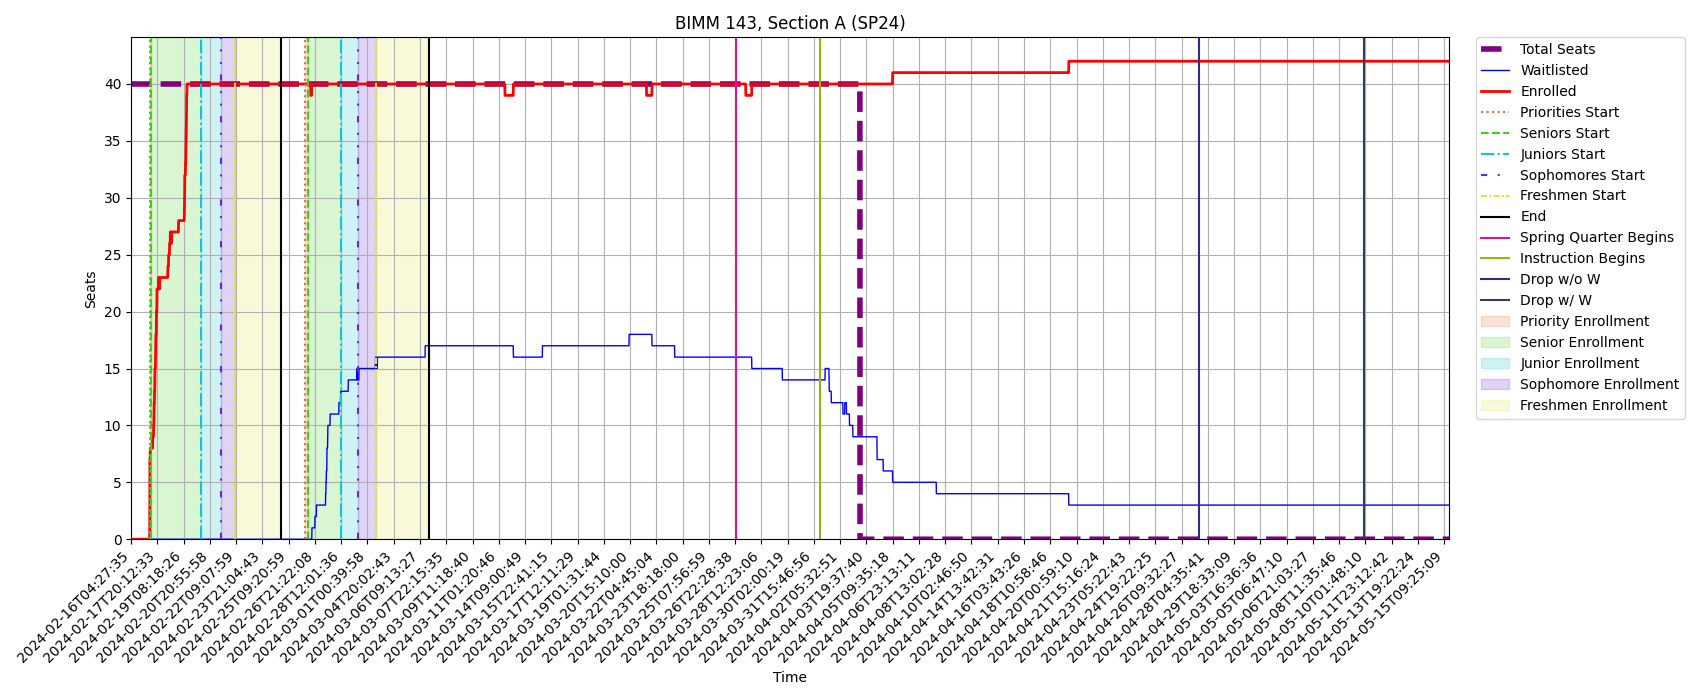 BIMM 143, Section A (SP24)
Seats
40
35
30
25
20
15
10
5
0
2024-02-16T04:27:35
2024-02-17T20:12:33
2024-02-19T08:18:26
2024-02-20T20:55:58
2024-02-22T09:07:59
2024-02-23T21:04:43
2024-02-25T09:20:59
2024-02-26T21:22:08
2024-02-28T12:01:36
2024-03-01T00:39:58
2024-03-04T20:02:43
2024-03-06T09:13:27
2024-03-07T22:15:35
2024-03-11T01:18:40
2024-03-12T11:20:46
2024-03-14T09:00:49
2024-03-15T22:41:15
2024-03-17T12:11:29
2024-03-19T01:31:44
2024-03-20T15:10:00
2024-03-22T04:45:04
2024-03-23T18:18:00
2024-03-25T07:56:59
2024-03-26T22:28:38
2024-03-28T12:23:06
2024-03-30T02:00:19
2024-03-31T15:46:56
2024-04-02T05:32:51
2024-04-03T19:37:40
2024-04-05T09:35:18
2024-04-06T23:13:11
2024-04-08T13:02:28
2024-04-10T02:46:50
2024-04-14T13:42:31
2024-04-16T03:43:26
2024-04-18T10:58:46
2024-04-20T00:59:16
2024-04-21T15:16:24
2024-04-23T05:22:43
2024-04-24T19:22:25
2024-04-26T09:32:27
2024-04-28T04:35:41
2024-04-29T18:33:09
2024-05-03T16:36:36
2024-05-05T06:47:10
2024-05-06T21:03:27
2024-05-08T11:35:46
2024-05-10T01:48:10
2024-05-11T23:12:42
2024-05-13T19:22:24
2024-05-15T09:25:09
Time
Total Seats
Waitlisted
Enrolled
Priorities Start
Seniors Start
Juniors Start
Sophomores Start
Freshmen Start
End
Spring Quarter Begins
Instruction Begins
Drop w/o W
Drop w/ W
Priority Enrollment
Senior Enrollment
Junior Enrollment
Sophomore Enrollment
Freshmen Enrollment